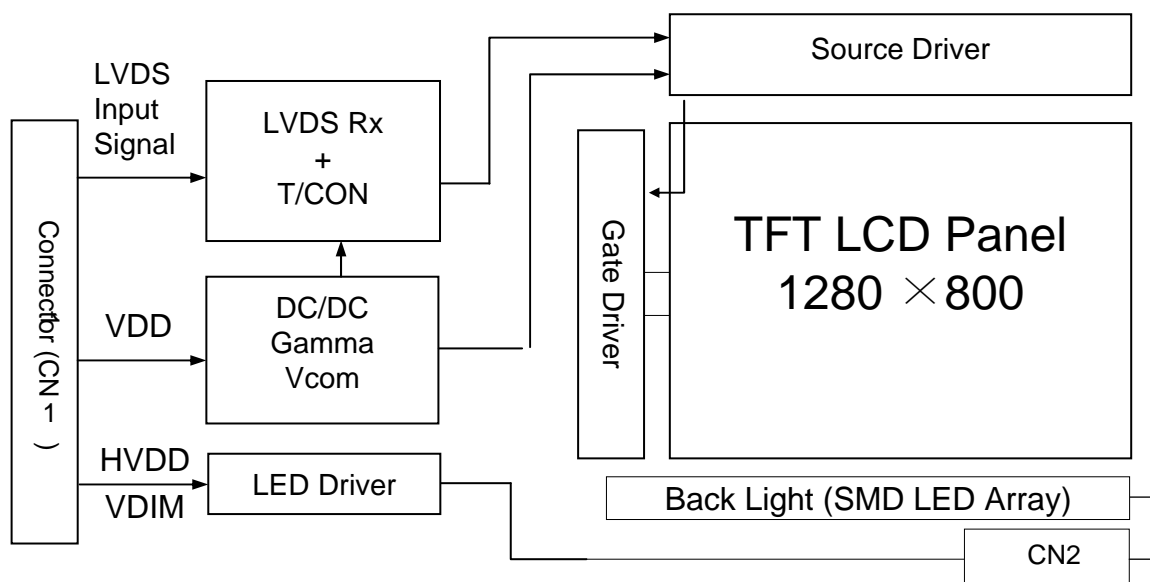 Source Driver
LVDS
Input
Signal
LVDS Rx
+
T/CON
Connector (CN1)
Gate Driver
TFT LCD Panel
1280 ×800
VDD
DC/DC
Gamma
Vcom
HVDD
VDIM
LED Driver
Back Light (SMD LED Array)
CN2